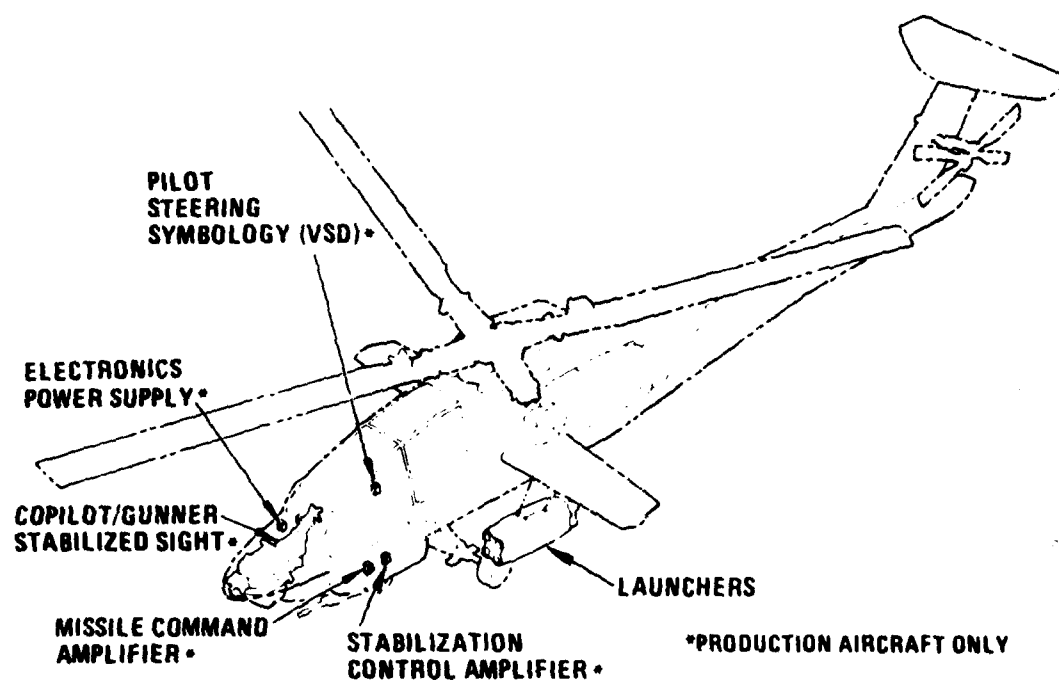 PILOT
STEERING
SYMBOLOGY (VSD)*
ELECTRONICS
POWER SUPPLY*
COPILOT/GUNNER
STABILIZED SIGHT*
MISSILE COMMAND
AMPLIFIER*
STABILIZATION
CONTROL AMPLIFIER*
LAUNCHERS
*PRODUCTION AIRCRAFT ONLY